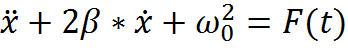 ẍ + 2β * ẋ + ω₀² = F(t)